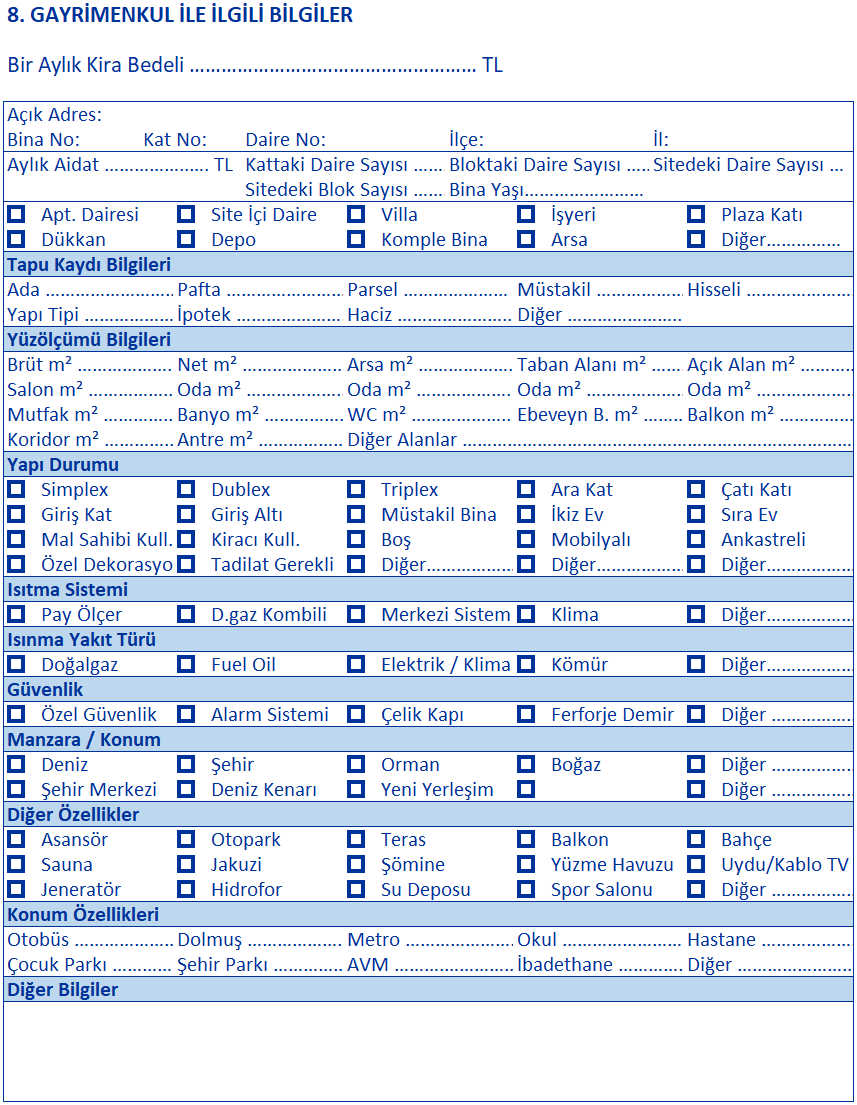 8. GAYRİMENKUL İLE İLGİLİ BİLGİLER
Bir Aylık Kira Bedeli ……………………………………………… TL
Açık Adres:
Bina No: Kat No: Daire No: İlçe: İl:
Aylık Aidat ………………… TL Kattaki Daire Sayısı …… Bloktaki Daire Sayısı ….. Sitedeki Daire Sayısı …
Sitedeki Blok Sayısı …… Bina Yaşı……………………
☐ Apt. Dairesi ☐ Site İçi Daire ☐ Villa ☐ İşyeri ☐ Plaza Katı
☐ Dükkan ☐ Depo ☐ Komple Bina ☐ Arsa ☐ Diğer……………
Tapu Kaydı Bilgileri
Ada …………………… Pafta ………………… Parsel ………………… Müstakil …………… Hisseli …………………
Yapı Tipi ……………… İpotek ………………… Haciz ………………… Diğer …………………
Yüzölçümü Bilgileri
Brüt m² ……………… Net m² ……………… Arsa m² ……………… Taban Alanı m² …… Açık Alan m² ………
Salon m² …………… Oda m² ……………… Oda m² ……………… Oda m² ……………… Oda m² ………………
Mutfak m² ………… Banyo m² …………… WC m² ……………… Ebeveyn B. m² ……. Balkon m² …………
Koridor m² ………… Antre m² …………… Diğer Alanlar ………………………………………………………………
Yapı Durumu
☐ Simplex ☐ Dublex ☐ Triplex ☐ Ara Kat ☐ Çatı Katı
☐ Giriş Kat ☐ Giriş Altı ☐ Müstakil Bina ☐ İkiz Ev ☐ Sıra Ev
☐ Mal Sahibi Kull. ☐ Kiracı Kull. ☐ Boş ☐ Mobilyalı ☐ Ankastreli
☐ Özel Dekorasyo ☐ Tadilat Gerekli ☐ Diğer…………… ☐ Diğer…………… ☐ Diğer……………
Isıtma Sistemi
☐ Pay Ölçer ☐ D.gaz Kombili ☐ Merkezi Sistem ☐ Klima ☐ Diğer……………
Isınma Yakıt Türü
☐ Doğalgaz ☐ Fuel Oil ☐ Elektrik / Klima ☐ Kömür ☐ Diğer……………
Güvenlik
☐ Özel Güvenlik ☐ Alarm Sistemi ☐ Çelik Kapı ☐ Ferforje Demir ☐ Diğer ……………
Manzara / Konum
☐ Deniz ☐ Şehir ☐ Orman ☐ Boğaz ☐ Diğer ……………
☐ Şehir Merkezi ☐ Deniz Kenarı ☐ Yeni Yerleşim ☐ ☐ Diğer ……………
Diğer Özellikler
☐ Asansör ☐ Otopark ☐ Teras ☐ Balkon ☐ Bahçe
☐ Sauna ☐ Jakuzi ☐ Şömine ☐ Yüzme Havuzu ☐ Uydu/Kablo TV
☐ Jeneratör ☐ Hidrofor ☐ Su Deposu ☐ Spor Salonu ☐ Diğer ……………
Konum Özellikleri
Otobüs ……………… Dolmuş ……………… Metro ………………… Okul ………………… Hastane ………………
Çocuk Parkı ………… Şehir Parkı ………… AVM ………………… İbadethane ………… Diğer …………………
Diğer Bilgiler